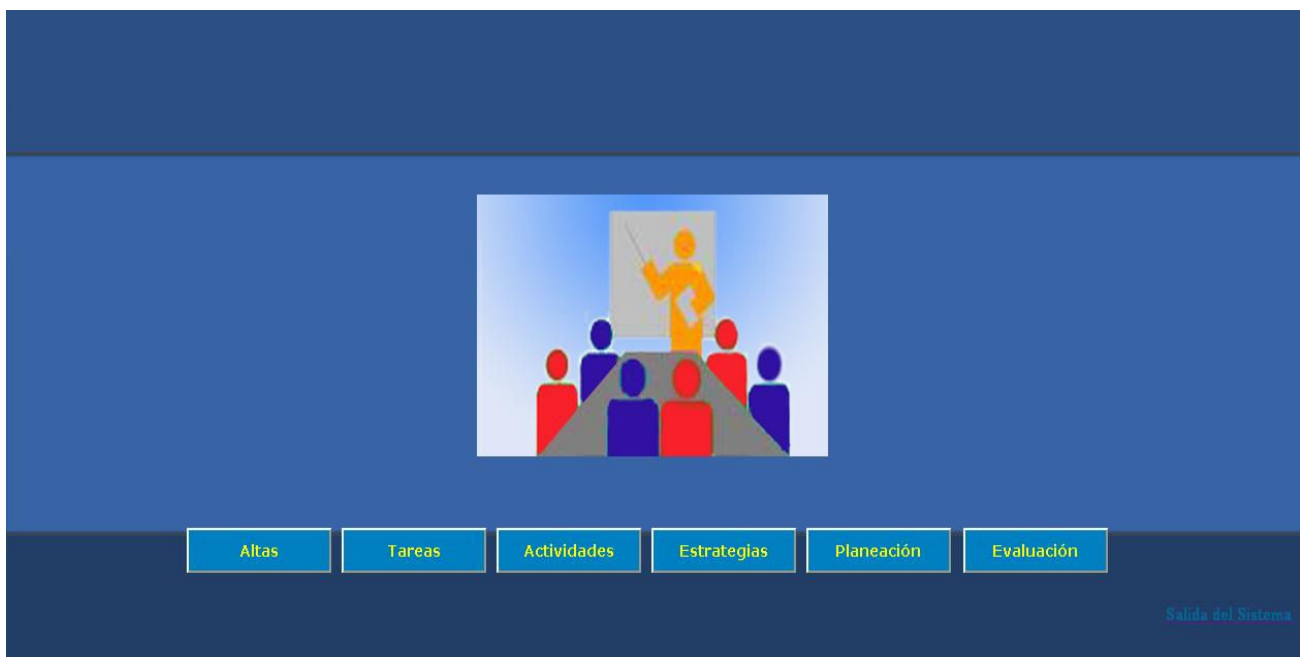 Altas
Tareas
Actividades
Estrategias
Planeación
Evaluación
Salida del Sistema